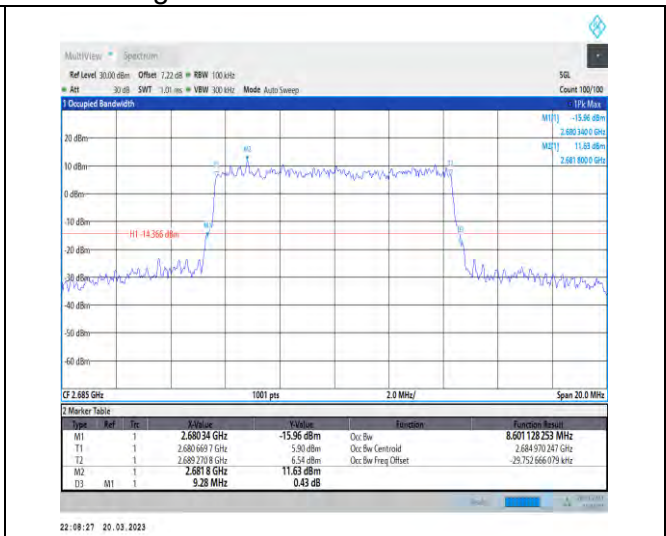 MultiView Spectrum
Ref Level 30.00 dBm Offset 7.22 dB RBW 100 kHz SGL
Att 30 dB SWT 1.01 ms VBW 300 kHz Mode Auto Sweep Count 100/100
1 Occupied Bandwidth 1Pk Max
M1[1] -15.96 dBm
2.680 340 0 GHz
M2[1] 11.63 dBm
2.681 800 0 GHz
20 dBm
M2
10 dBm
0 dBm
-10 dBm
H1 -14.366 dBm
-20 dBm
-30 dBm
-40 dBm
-50 dBm
-60 dBm
CF 2.685 GHz 1001 pts 2.0 MHz/ Span 20.0 MHz
2 Marker Table
Type Ref Trc X-Value Y-Value Function Function Result
M1 1 2.68034 GHz -15.96 dBm Occ Bw 8.601 128 253 MHz
T1 1 2.680 669 7 GHz 5.90 dBm Occ Bw Centroid 2.684 970 247 GHz
T2 1 2.689 270 8 GHz 6.54 dBm Occ Bw Freq Offset -29.752 666 079 kHz
M2 1 2.681 8 GHz 11.63 dBm
D3 M1 1 9.28 MHz 0.43 dB
22:08:27 20.03.2023